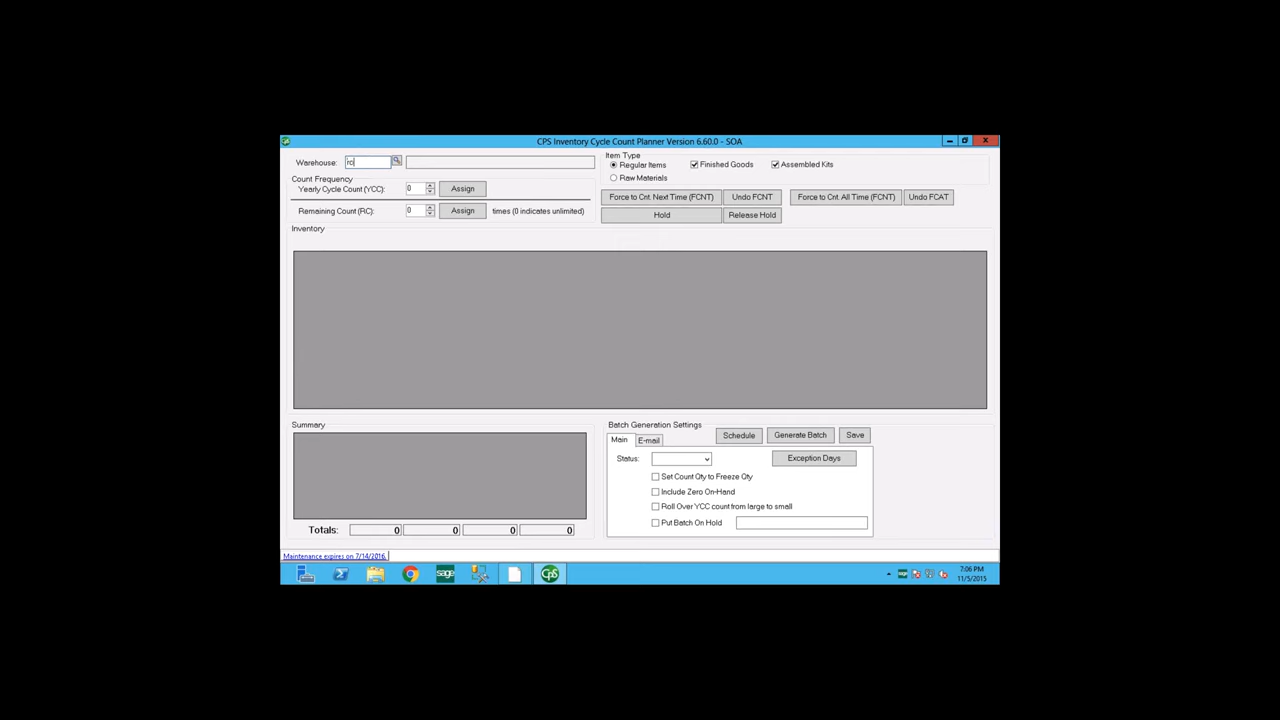 CPS Inventory Cycle Count Planner Version 6.60.0 - SOA
Warehouse:
Item Type
Regular Items Finished Goods Assembled Kits
Raw Materials
Count Frequency
Yearly Cycle Count (YCC): 0 Assign
Remaining Count (RC): 0 Assign times (0 indicates unlimited)
Force to Cnt. Next Time (FCNT) Undo FCNT Force to Cnt. All Time (FCNT) Undo FCAT
Hold Release Hold
Inventory
Summary
Totals: 0 0 0 0
Batch Generation Settings
Main E-mail Schedule Generate Batch Save
Status: Exception Days
Set Count Qty to Freeze Qty
Include Zero On-Hand
Roll Over YCC count from large to small
Put Batch On Hold
Maintenance expires on 7/14/2016.
sage CPS
7:06 PM
11/5/2015